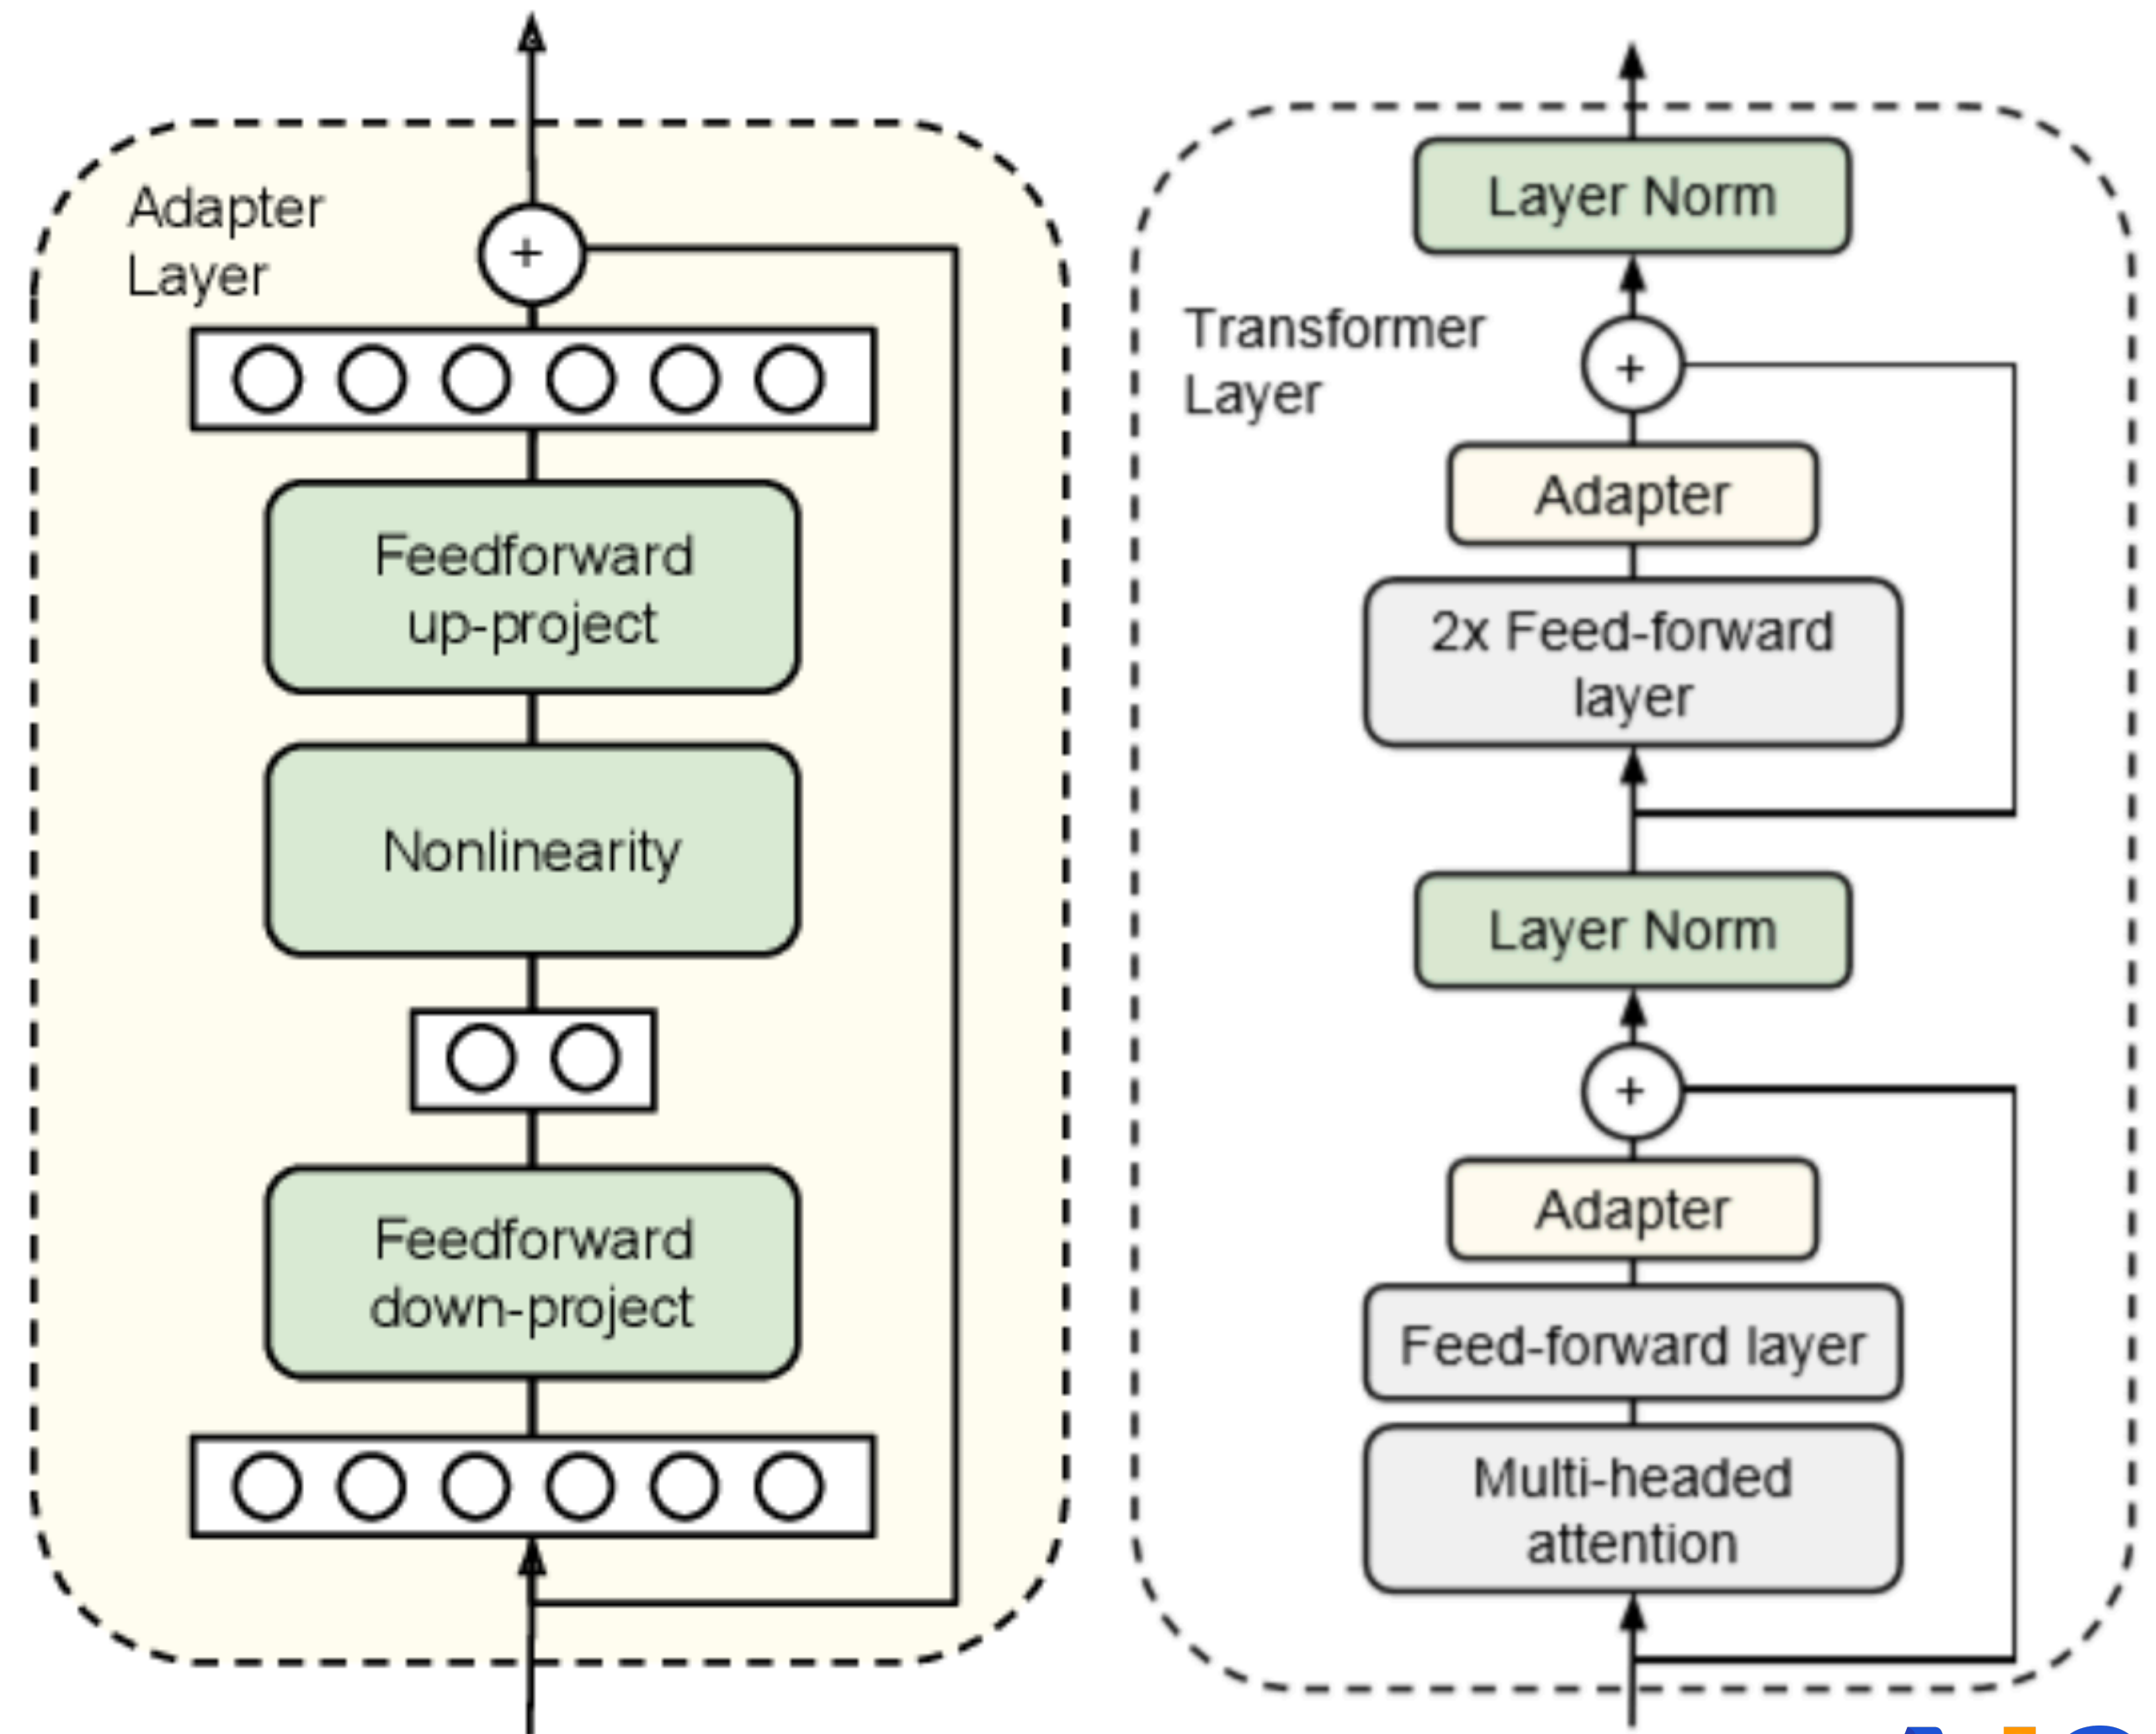 Adapter
Layer
+
Feedforward
up-project
Nonlinearity
Feedforward
down-project
Layer Norm
Transformer
Layer
+
Adapter
2x Feed-forward
layer
Layer Norm
+
Adapter
Feed-forward layer
Multi-headed
attention